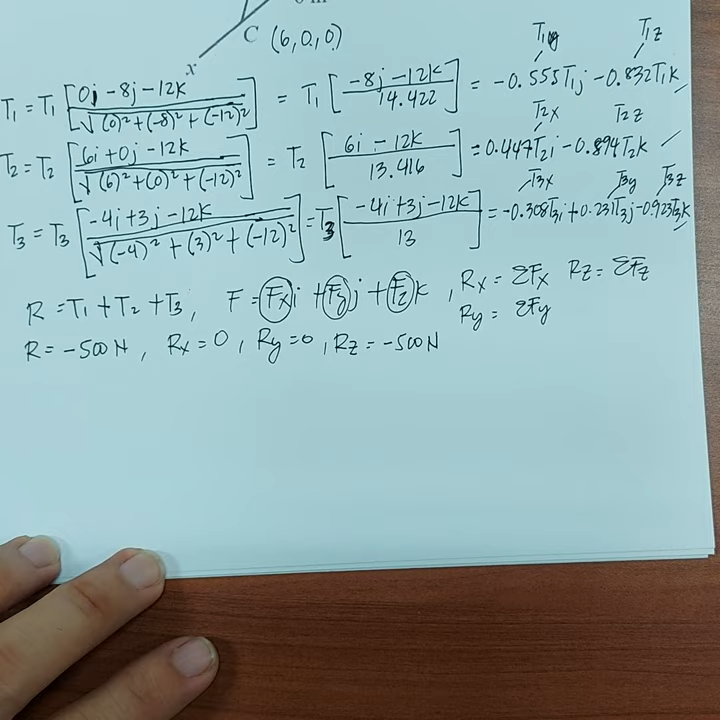 C (6,0,0)
x
T1y T1z
T1 = T1 [0i - 8j - 12k / √(0)² + (-8)² + (-12)²] = T1 [-8j - 12k / 14.422] = -0.555T1j - 0.832T1k
T2x T2z
T2 = T2 [6i + 0j - 12k / √(6)² + (0)² + (-12)²] = T2 [6i - 12k / 13.416] = 0.447T2i - 0.894T2k
T3x T3y T3z
T3 = T3 [-4i + 3j - 12k / √(-4)² + (3)² + (-12)²] = T3 [-4i + 3j - 12k / 13] = -0.308T3i + 0.231T3j - 0.923T3k
R = T1 + T2 + T3, F = Fxi + Fyj + Fzk, Rx = ΣFx Rz = ΣFz
Ry = ΣFy
R = -500N, Rx = 0, Ry = 0, Rz = -500N